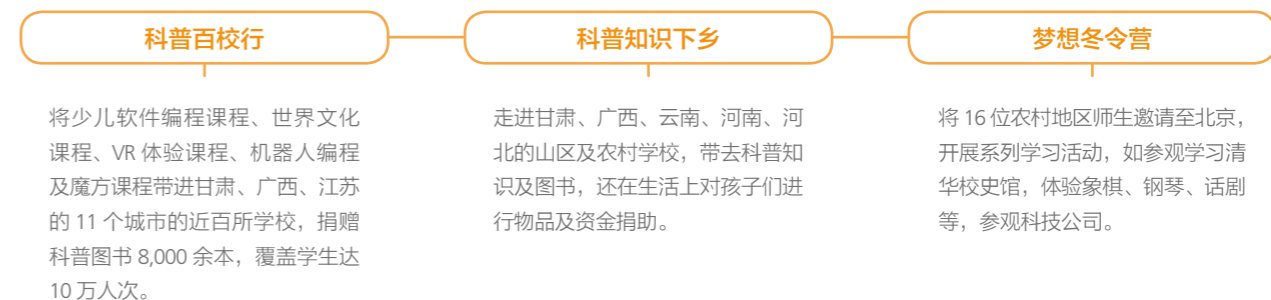 科普百校行
将少儿软件编程课程、世界文化
课程、VR 体验课程、机器人编程
及魔方课程带进甘肃、广西、江苏
的 11 个城市的近百所学校，捐赠
科普图书 8,000 余本，覆盖学生达
10 万人次。
科普知识下乡
走进甘肃、广西、云南、河南、河
北的山区及农村学校，带去科普知
识及图书，还在生活上对孩子们进
行物品及资金捐助。
梦想冬令营
将 16 位农村地区师生邀请至北京，
开展系列学习活动，如参观学习清
华校史馆，体验象棋、钢琴、话剧
等，参观科技公司。